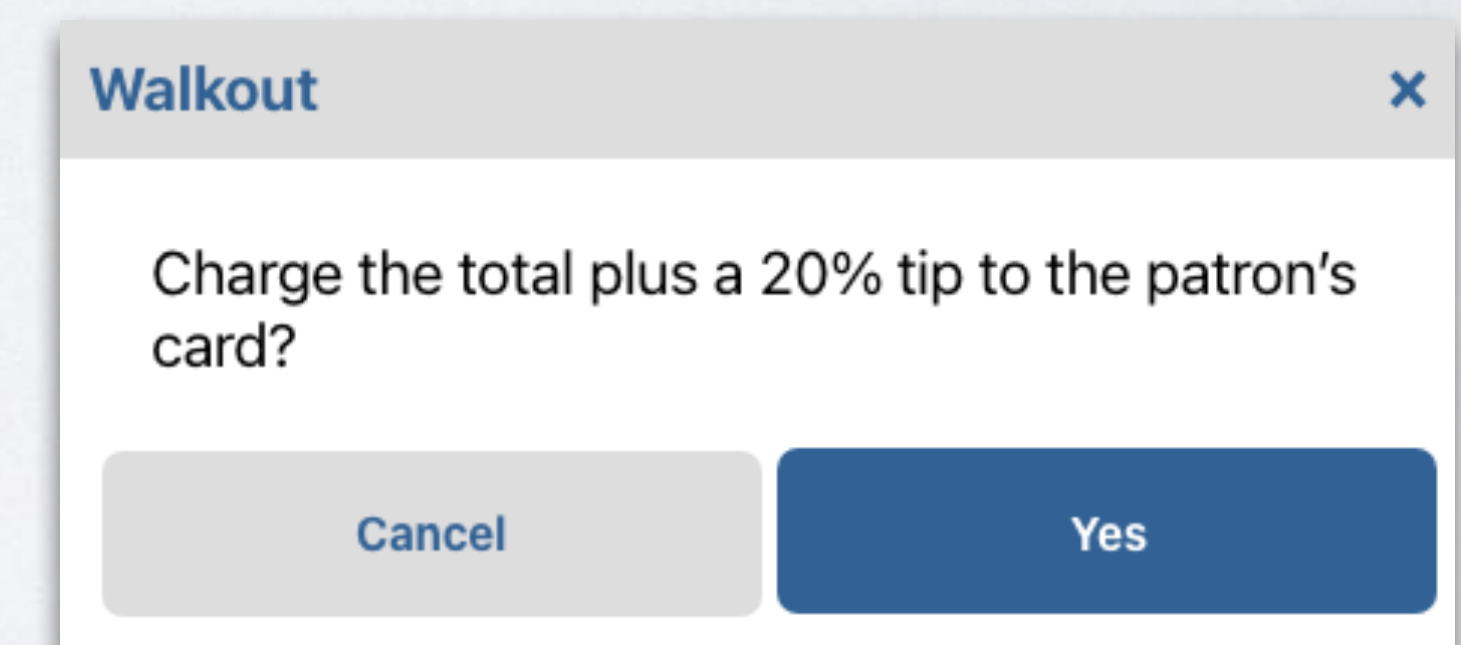 Walkout ×
Charge the total plus a 20% tip to the patron’s
card?
Cancel Yes